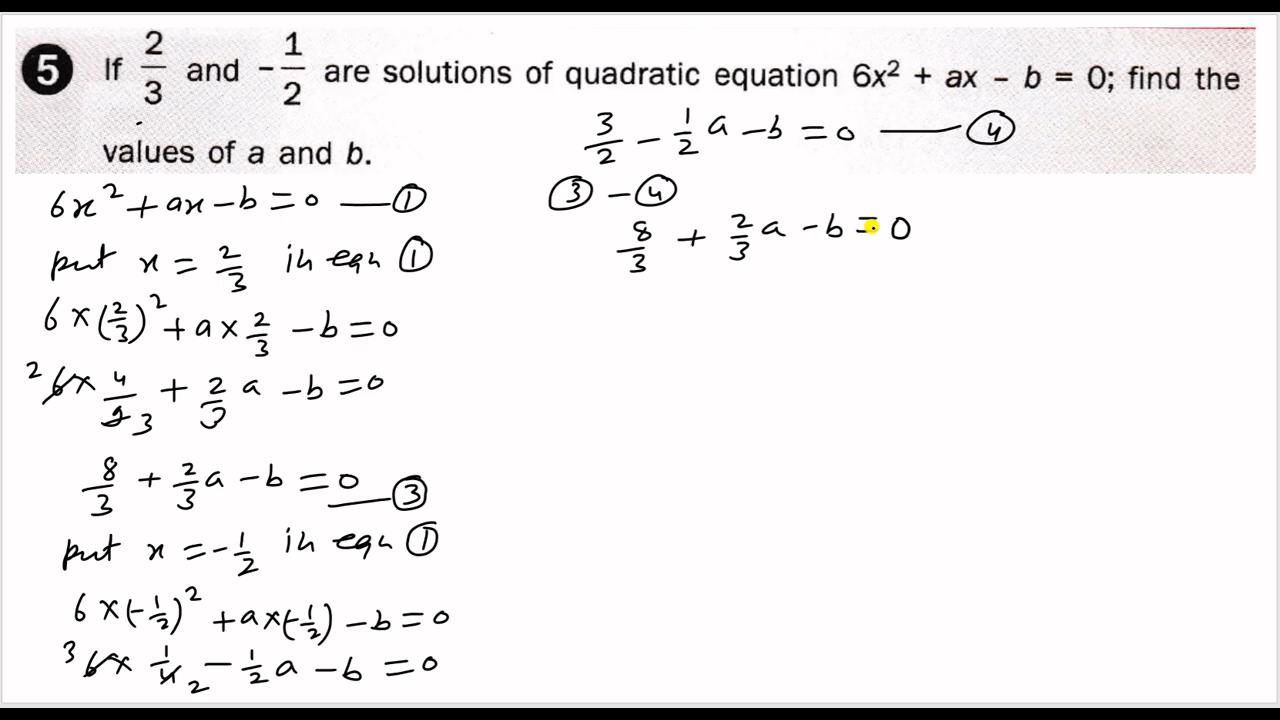 5 If 2/3 and -1/2 are solutions of quadratic equation 6x² + ax – b = 0; find the
values of a and b.
6x² + ax - b = 0 — ①
put x = 2/3 in eqn ①
6 × (2/3)² + a × 2/3 - b = 0
2 6 × 4/9 3 + 2/3 a - b = 0
8/3 + 2/3 a - b = 0 — ③
put x = -1/2 in eqn ①
6 × (-1/2)² + a × (-1/2) - b = 0
3 6 × 1/4 2 - 1/2 a - b = 0
3/2 - 1/2 a - b = 0 — ④
③ - ④
8/3 + 2/3 a - b = 0